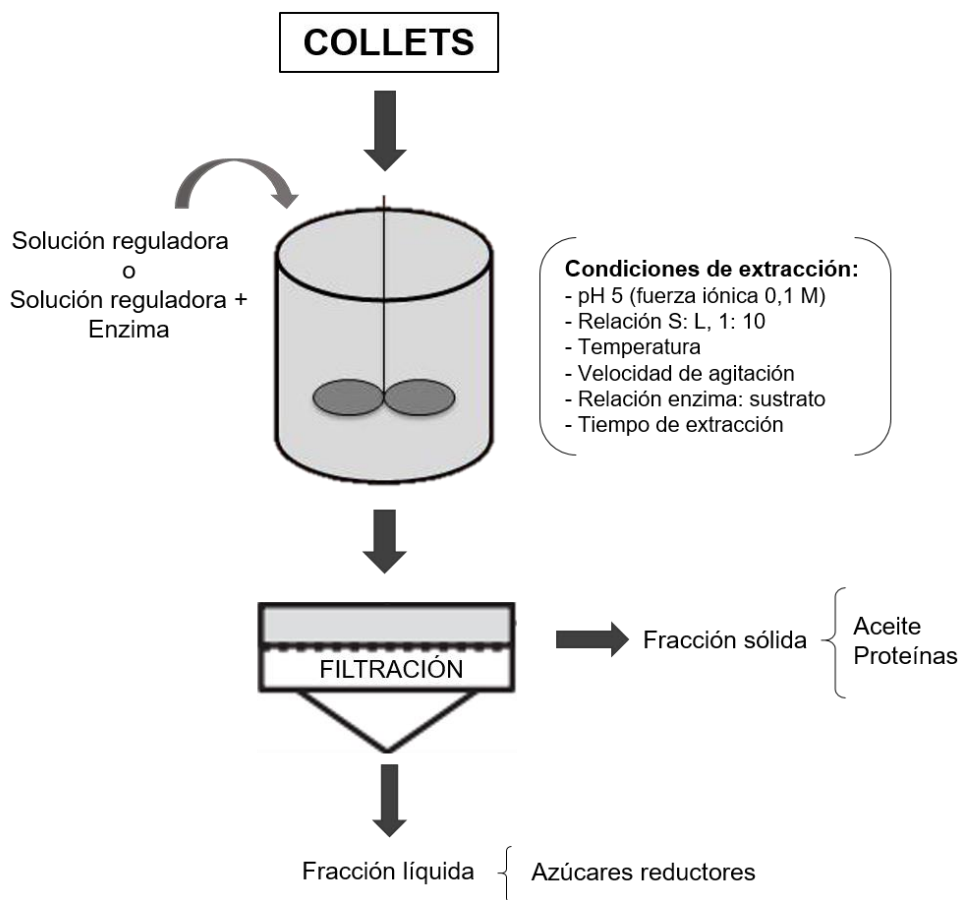 COLLETS
Solución reguladora
o
Solución reguladora +
Enzima
Condiciones de extracción:
- pH 5 (fuerza iónica 0,1 M)
- Relación S: L, 1: 10
- Temperatura
- Velocidad de agitación
- Relación enzima: sustrato
- Tiempo de extracción
FILTRACIÓN
Fracción sólida
Aceite
Proteínas
Fracción líquida
Azúcares reductores